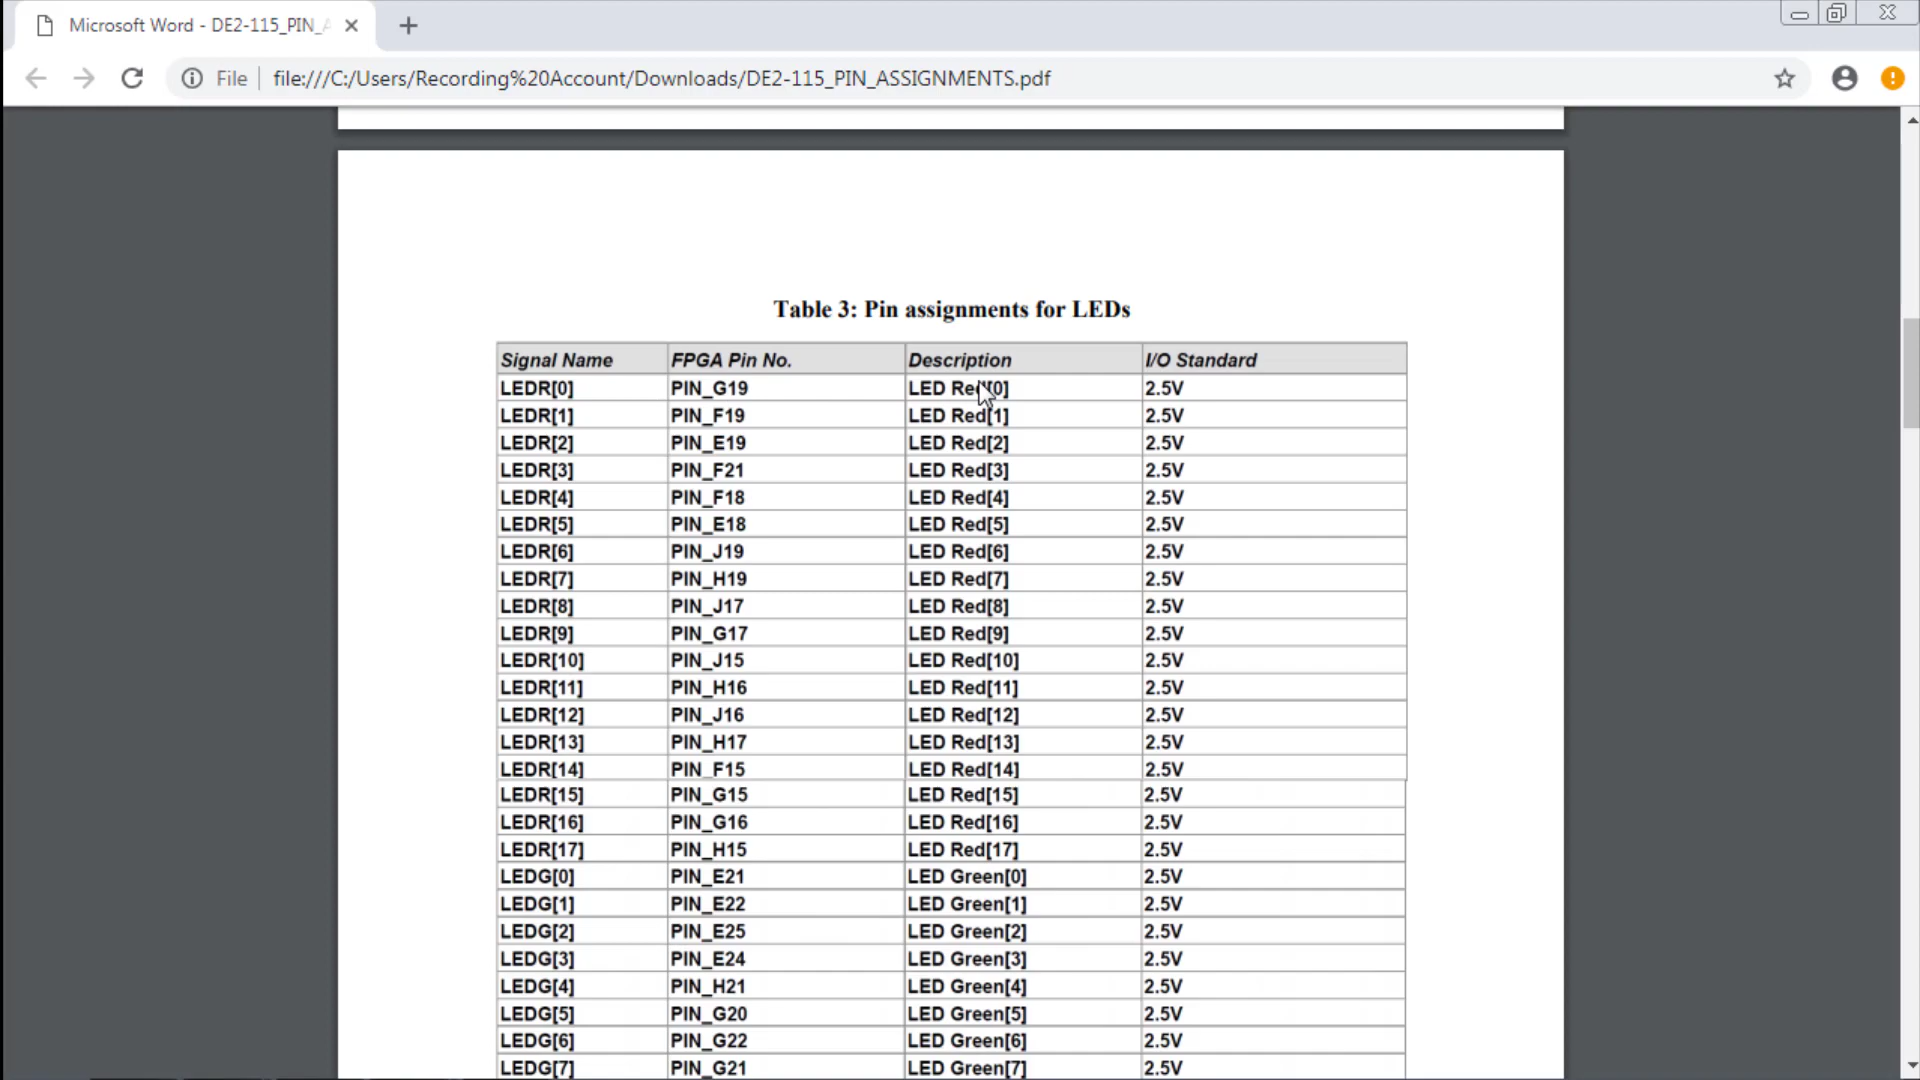 Microsoft Word - DE2-115_PIN_A
File file:///C:/Users/Recording%20Account/Downloads/DE2-115_PIN_ASSIGNMENTS.pdf
Table 3: Pin assignments for LEDs
Signal Name FPGA Pin No. Description I/O Standard
LEDR[0] PIN_G19 LED Red[0] 2.5V
LEDR[1] PIN_F19 LED Red[1] 2.5V
LEDR[2] PIN_E19 LED Red[2] 2.5V
LEDR[3] PIN_F21 LED Red[3] 2.5V
LEDR[4] PIN_F18 LED Red[4] 2.5V
LEDR[5] PIN_E18 LED Red[5] 2.5V
LEDR[6] PIN_J19 LED Red[6] 2.5V
LEDR[7] PIN_H19 LED Red[7] 2.5V
LEDR[8] PIN_J17 LED Red[8] 2.5V
LEDR[9] PIN_G17 LED Red[9] 2.5V
LEDR[10] PIN_J15 LED Red[10] 2.5V
LEDR[11] PIN_H16 LED Red[11] 2.5V
LEDR[12] PIN_J16 LED Red[12] 2.5V
LEDR[13] PIN_H17 LED Red[13] 2.5V
LEDR[14] PIN_F15 LED Red[14] 2.5V
LEDR[15] PIN_G15 LED Red[15] 2.5V
LEDR[16] PIN_G16 LED Red[16] 2.5V
LEDR[17] PIN_H15 LED Red[17] 2.5V
LEDG[0] PIN_E21 LED Green[0] 2.5V
LEDG[1] PIN_E22 LED Green[1] 2.5V
LEDG[2] PIN_E25 LED Green[2] 2.5V
LEDG[3] PIN_E24 LED Green[3] 2.5V
LEDG[4] PIN_H21 LED Green[4] 2.5V
LEDG[5] PIN_G20 LED Green[5] 2.5V
LEDG[6] PIN_G22 LED Green[6] 2.5V
LEDG[7] PIN_G21 LED Green[7] 2.5V